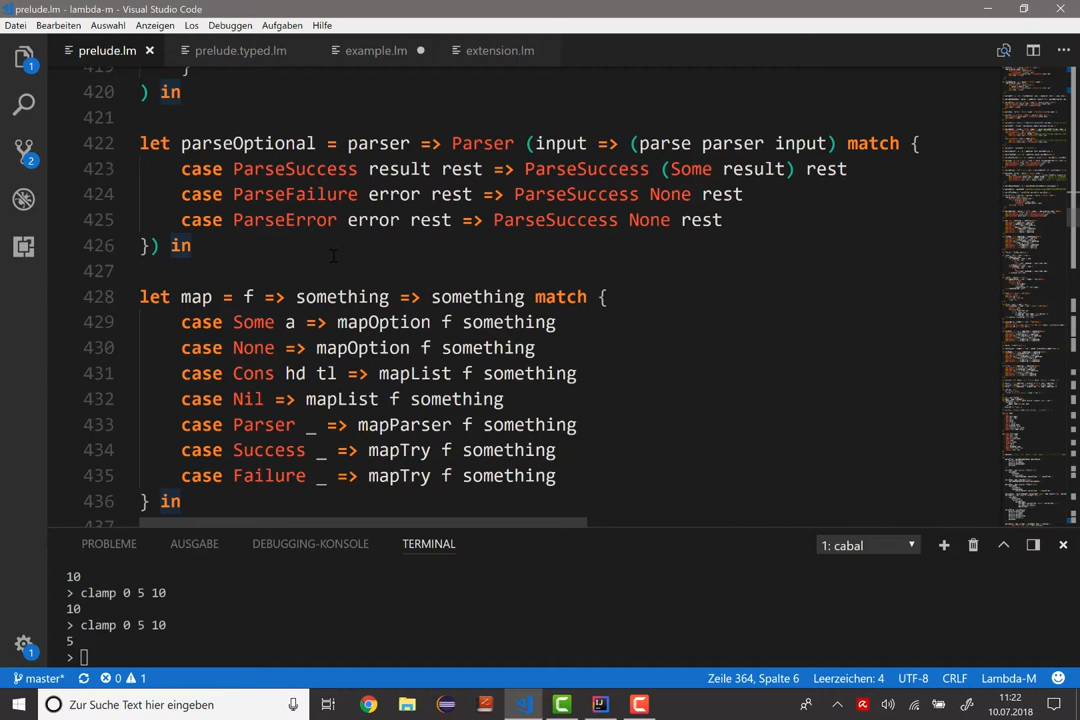 prelude.lm - lambda-m - Visual Studio Code
Datei Bearbeiten Auswahl Anzeigen Los Debuggen Aufgaben Hilfe
prelude.lm prelude.typed.lm example.lm extension.lm
419 }
420 ) in
421
422 let parseOptional = parser => Parser (input => (parse parser input) match {
423 case ParseSuccess result rest => ParseSuccess (Some result) rest
424 case ParseFailure error rest => ParseSuccess None rest
425 case ParseError error rest => ParseSuccess None rest
426 }) in
427
428 let map = f => something => something match {
429 case Some a => mapOption f something
430 case None => mapOption f something
431 case Cons hd tl => mapList f something
432 case Nil => mapList f something
433 case Parser _ => mapParser f something
434 case Success _ => mapTry f something
435 case Failure _ => mapTry f something
436 } in
437
1
2
1
PROBLEME AUSGABE DEBUGGING-KONSOLE TERMINAL 1: cabal
10
> clamp 0 5 10
10
> clamp 0 5 10
5
>
master* 0 1 Zeile 364, Spalte 6 Leerzeichen: 4 UTF-8 CRLF Lambda-M
Zur Suche Text hier eingeben
11:22
10.07.2018